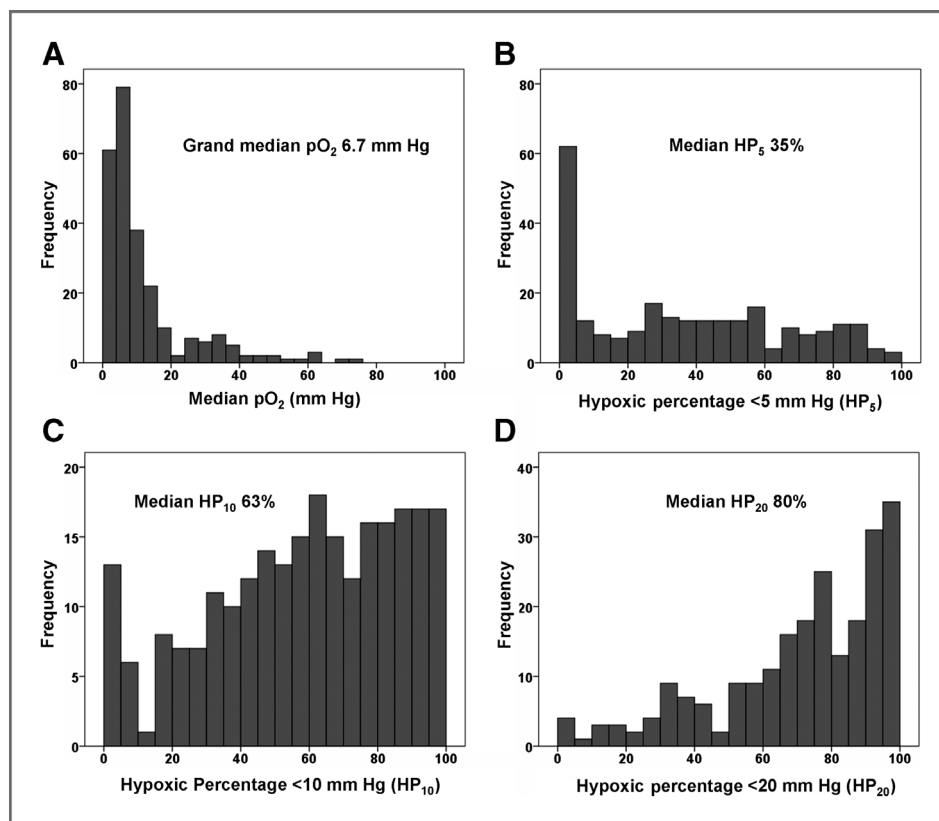 A
80
60
40
20
0
Frequency
Grand median pO₂ 6.7 mm Hg
0 20 40 60 80 100
Median pO₂ (mm Hg)
B
80
60
40
20
0
Frequency
Median HP₅ 35%
0 20 40 60 80 100
Hypoxic percentage <5 mm Hg (HP₅)
C
20
15
10
5
0
Frequency
Median HP₁₀ 63%
0 20 40 60 80 100
Hypoxic Percentage <10 mm Hg (HP₁₀)
D
40
30
20
10
0
Frequency
Median HP₂₀ 80%
0 20 40 60 80 100
Hypoxic percentage <20 mm Hg (HP₂₀)